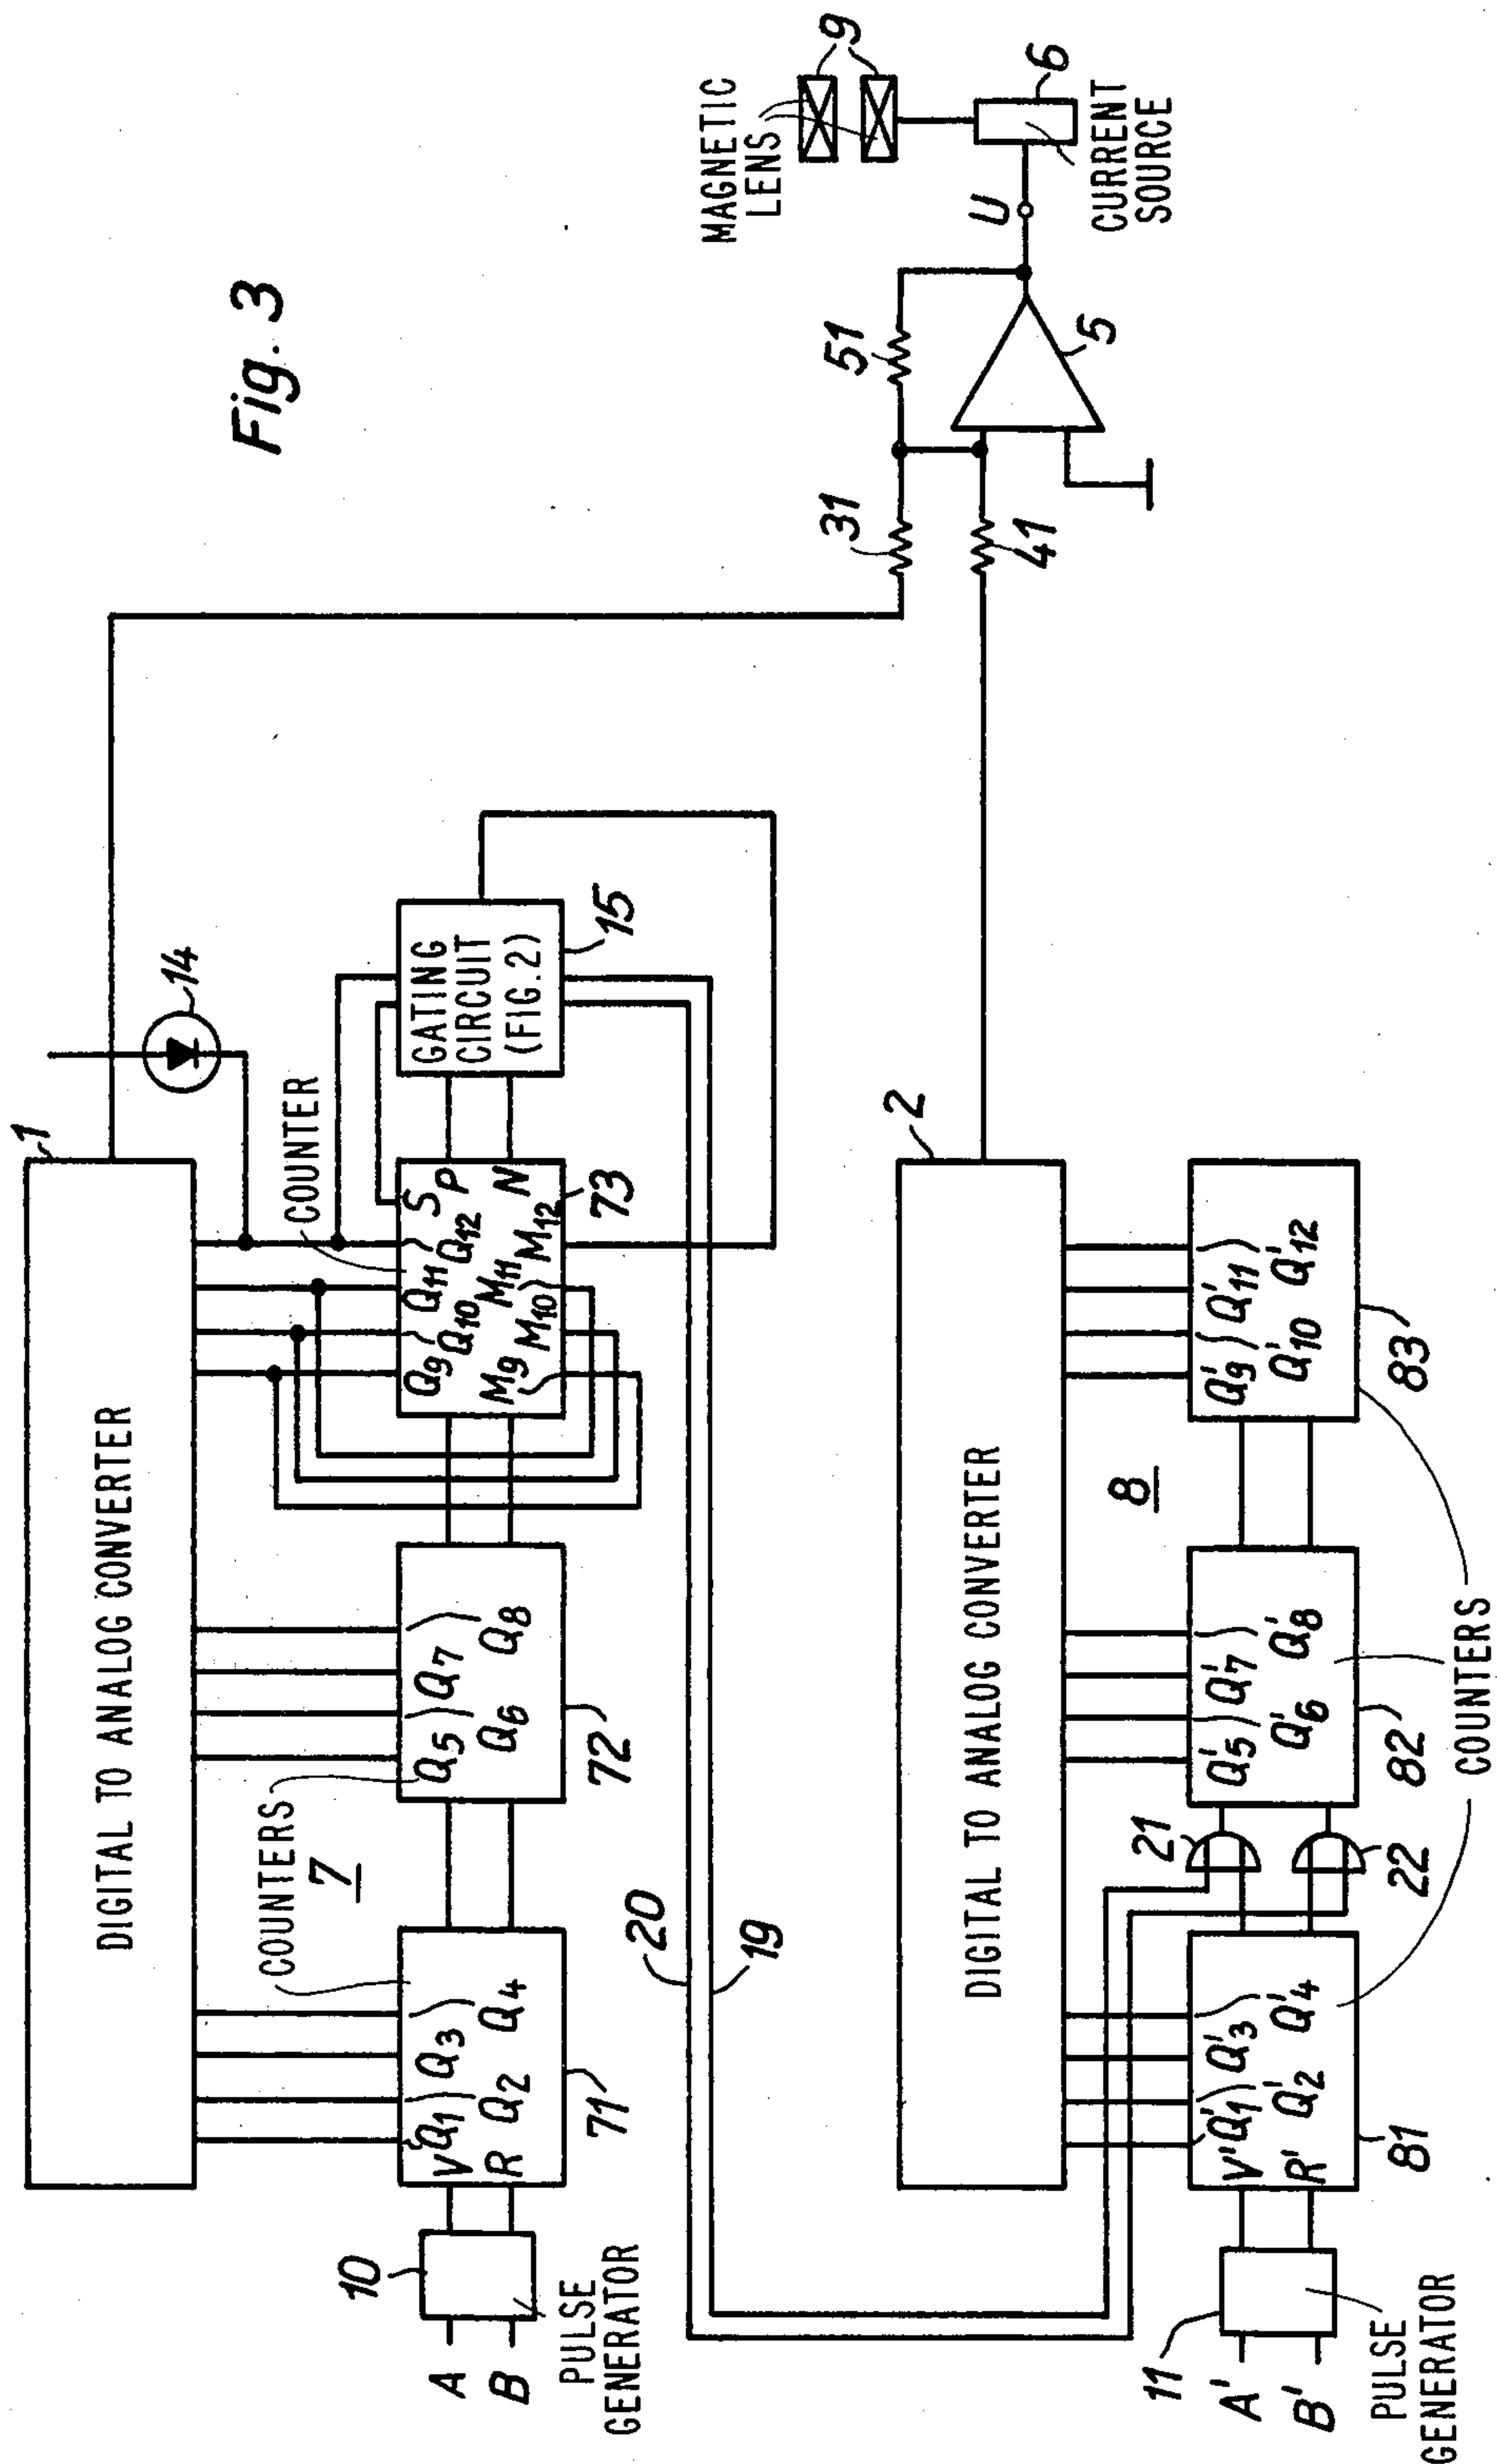 Fig. 3
1
DIGITAL TO ANALOG CONVERTER
14
COUNTER
COUNTERS
7
10
A
B
PULSE
GENERATOR
V Q1 Q3
R Q2 Q4
71
Q5 Q7
Q6 Q8
72
Q9 Q11 S
Q10 Q12 P
M9 M11 N
M10 M12
73
GATING
CIRCUIT
(FIG.2)
15
20
19
31
51
41
5
U
MAGNETIC
LENS
9
6
CURRENT
SOURCE
2
DIGITAL TO ANALOG CONVERTER
8
11
A'
B'
PULSE
GENERATOR
V' Q'1 Q'3
R' Q'2 Q'4
81
21
22
Q'5 Q'7
Q'6 Q'8
82
Q'9 Q'11
Q'10 Q'12
83
COUNTERS